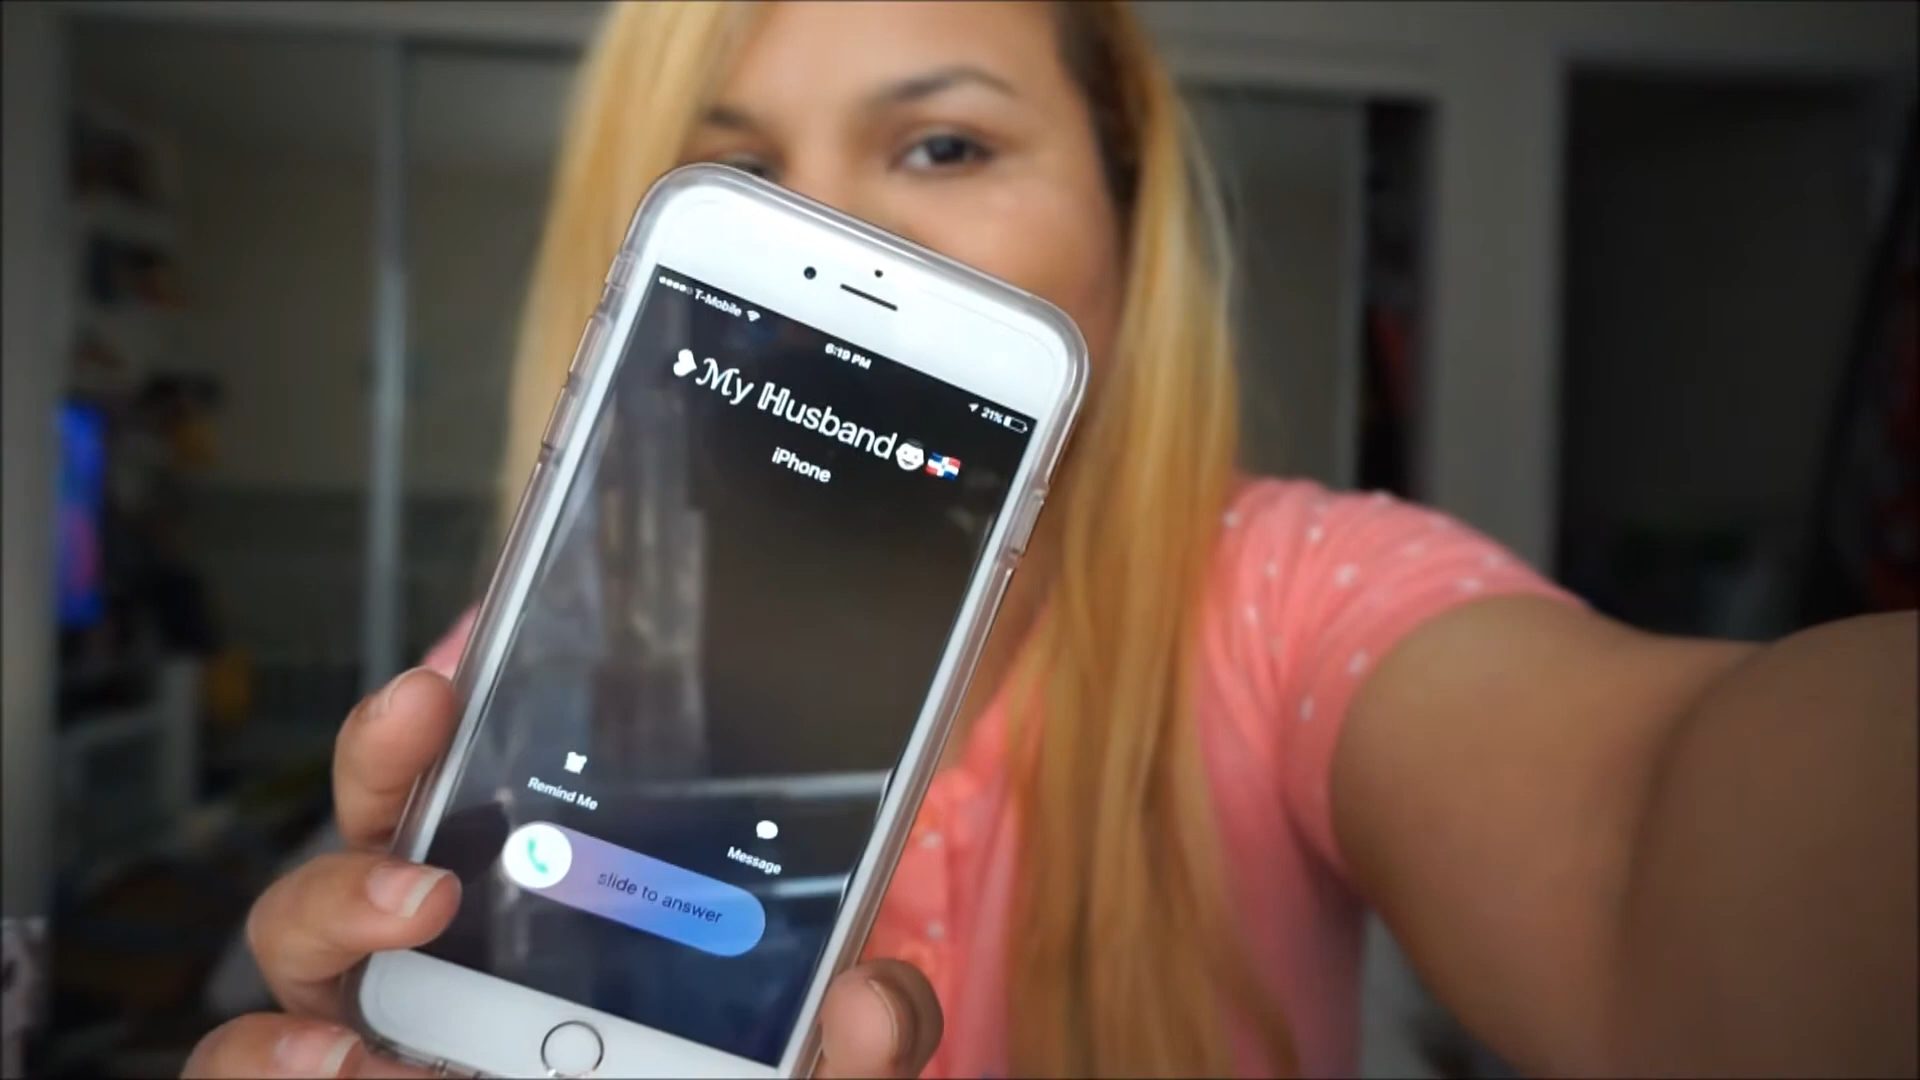 T-Mobile
6:19 PM
21%
❥ℳy ℍusband👨🏻🇩🇴
iPhone
Remind Me
Message
slide to answer